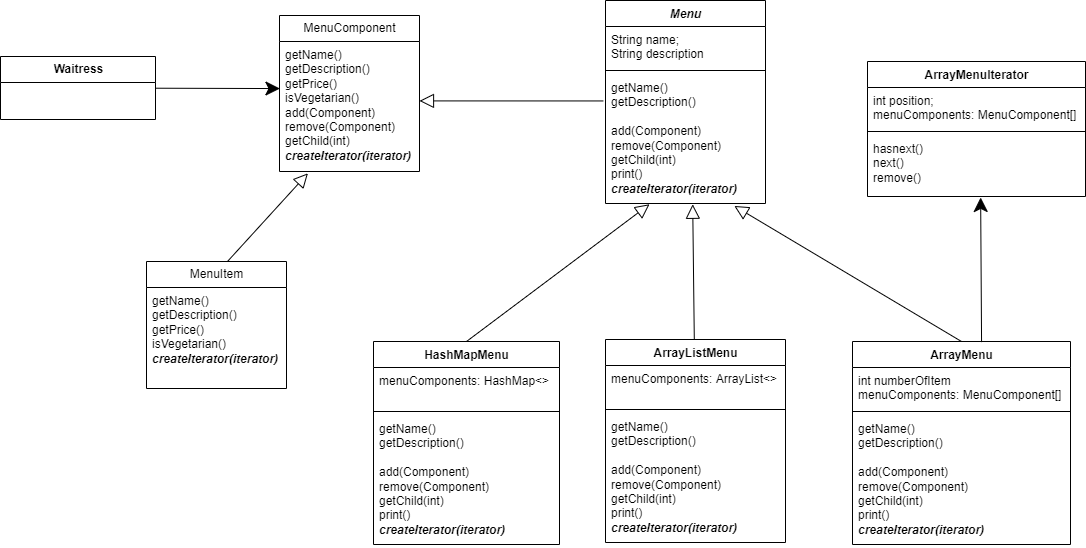 Waitress
MenuComponent
getName()
getDescription()
getPrice()
isVegetarian()
add(Component)
remove(Component)
getChild(int)
createIterator(iterator)
Menu
String name;
String description
getName()
getDescription()
add(Component)
remove(Component)
getChild(int)
print()
createIterator(iterator)
ArrayMenuIterator
int position;
menuComponents: MenuComponent[]
hasnext()
next()
remove()
MenuItem
getName()
getDescription()
getPrice()
isVegetarian()
createIterator(iterator)
HashMapMenu
menuComponents: HashMap<>
getName()
getDescription()
add(Component)
remove(Component)
getChild(int)
print()
createIterator(iterator)
ArrayListMenu
menuComponents: ArrayList<>
getName()
getDescription()
add(Component)
remove(Component)
getChild(int)
print()
createIterator(iterator)
ArrayMenu
int numberOfItem
menuComponents: MenuComponent[]
getName()
getDescription()
add(Component)
remove(Component)
getChild(int)
print()
createIterator(iterator)